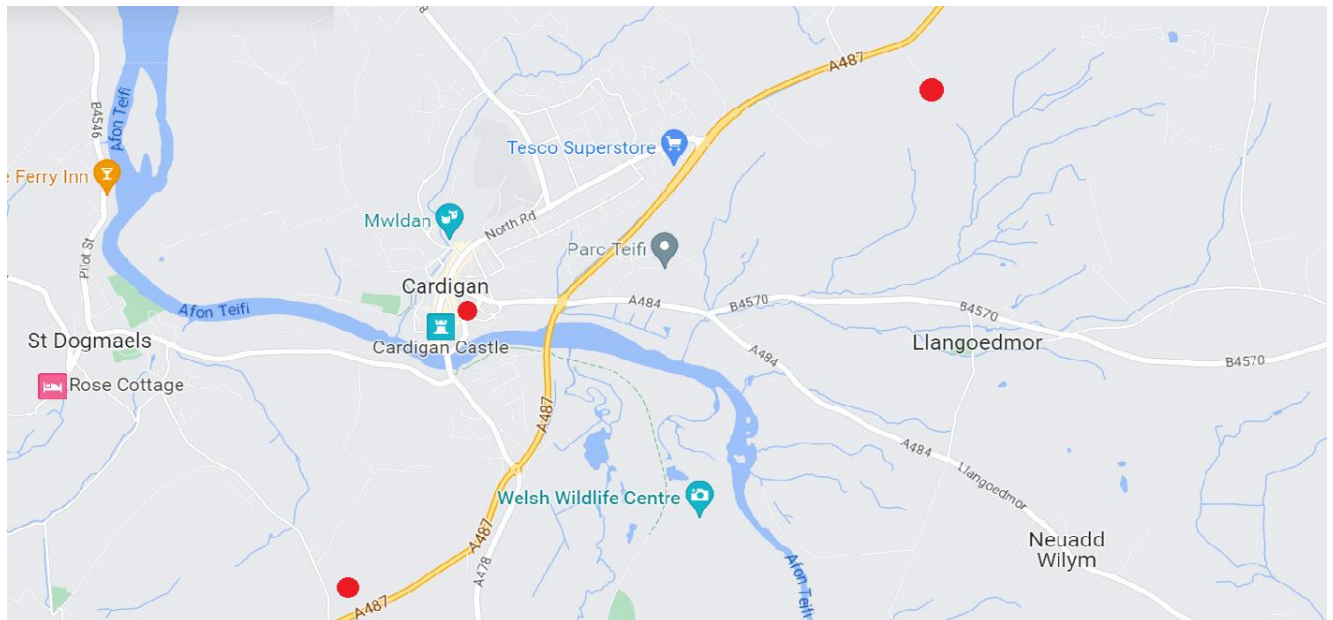 A487
B4546
Afon Teifi
Tesco Superstore
e Ferry Inn
Mwldan
North Rd
Parc Teifi
Pilot St
Cardigan
Afon Teifi
A484
B4570
B4570
St Dogmaels
Cardigan Castle
Llangoedmor
A484
B4570
Rose Cottage
A487
A484
Llangoedmor
Welsh Wildlife Centre
A487
Neuadd
Wilym
A478
Afon Teifi
A487